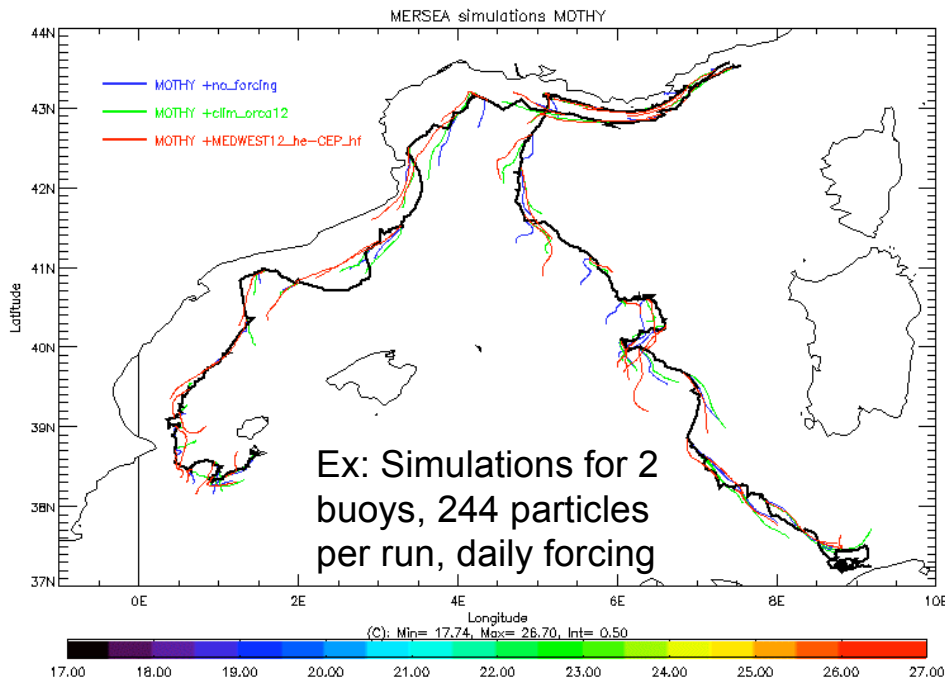 MERSEA simulations MOTHY
44N
43N
42N
41N
40N
39N
38N
37N
Latitude
MOTHY +no_forcing
MOTHY +clim_orca12
MOTHY +MEDWEST12_he-CEP_hf
Ex: Simulations for 2
buoys, 244 particles
per run, daily forcing
0E 2E 4E 6E 8E 10E
Longitude
(C): Min= 17.74, Max= 26.70, Int= 0.50
17.00 18.00 19.00 20.00 21.00 22.00 23.00 24.00 25.00 26.00 27.00